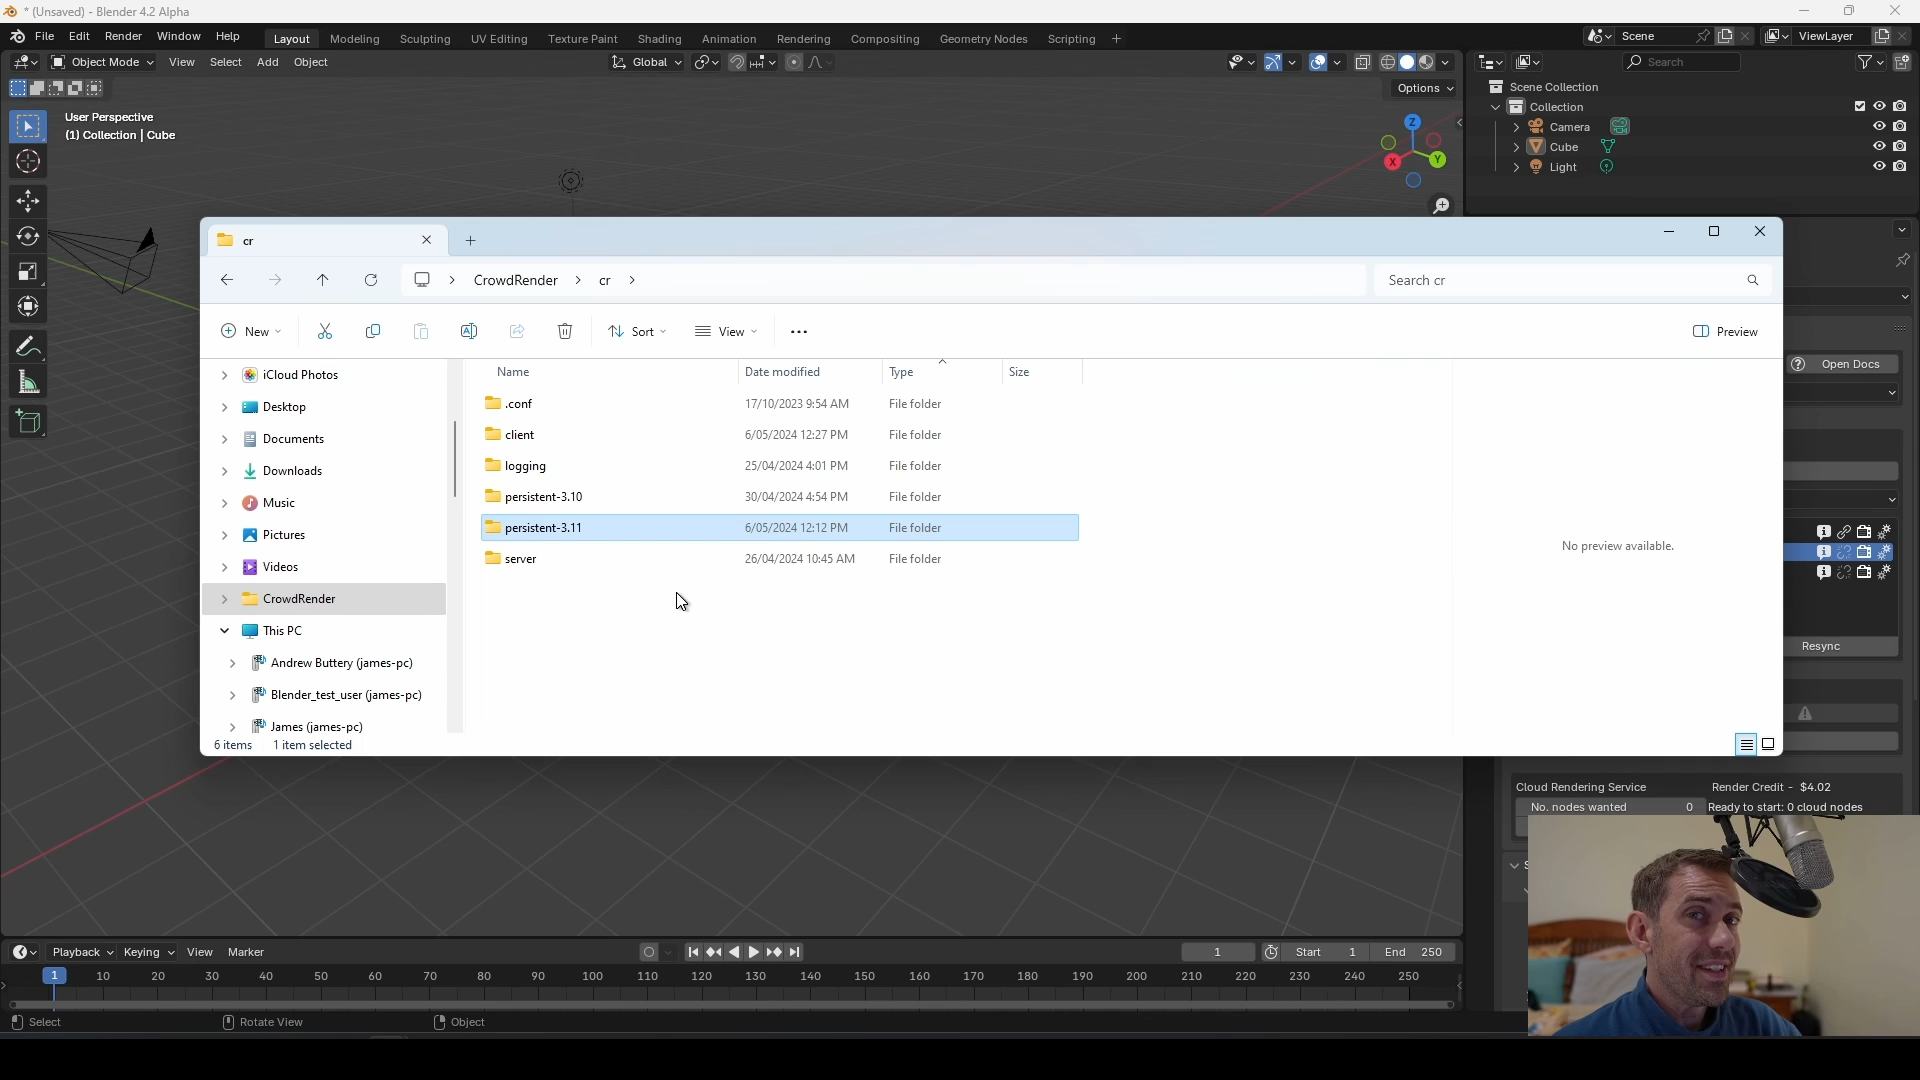 * (Unsaved) - Blender 4.2 Alpha
File Edit Render Window Help Layout Modeling Sculpting UV Editing Texture Paint Shading Animation Rendering Compositing Geometry Nodes Scripting + Scene ViewLayer
Object Mode View Select Add Object Global Search
Options
User Perspective
(1) Collection | Cube
Scene Collection
Collection
Camera
Cube
Light
Z
Y
X
cr
CrowdRender > cr >
Search cr
New Sort View Preview
Open Docs
iCloud Photos
Desktop
Documents
Downloads
Music
Pictures
Videos
CrowdRender
This PC
Andrew Buttery (james-pc)
Blender_test_user (james-pc)
James (james-pc)
Name Date modified Type Size
.conf 17/10/2023 9:54 AM File folder
client 6/05/2024 12:27 PM File folder
logging 25/04/2024 4:01 PM File folder
persistent-3.10 30/04/2024 4:54 PM File folder
persistent-3.11 6/05/2024 12:12 PM File folder
server 26/04/2024 10:45 AM File folder
No preview available.
6 items 1 item selected
Resync
Cloud Rendering Service Render Credit - $4.02
No. nodes wanted 0 Ready to start: 0 cloud nodes
Playback Keying View Marker 1 Start 1 End 250
1 10 20 30 40 50 60 70 80 90 100 110 120 130 140 150 160 170 180 190 200 210 220 230 240 250
Select Rotate View Object